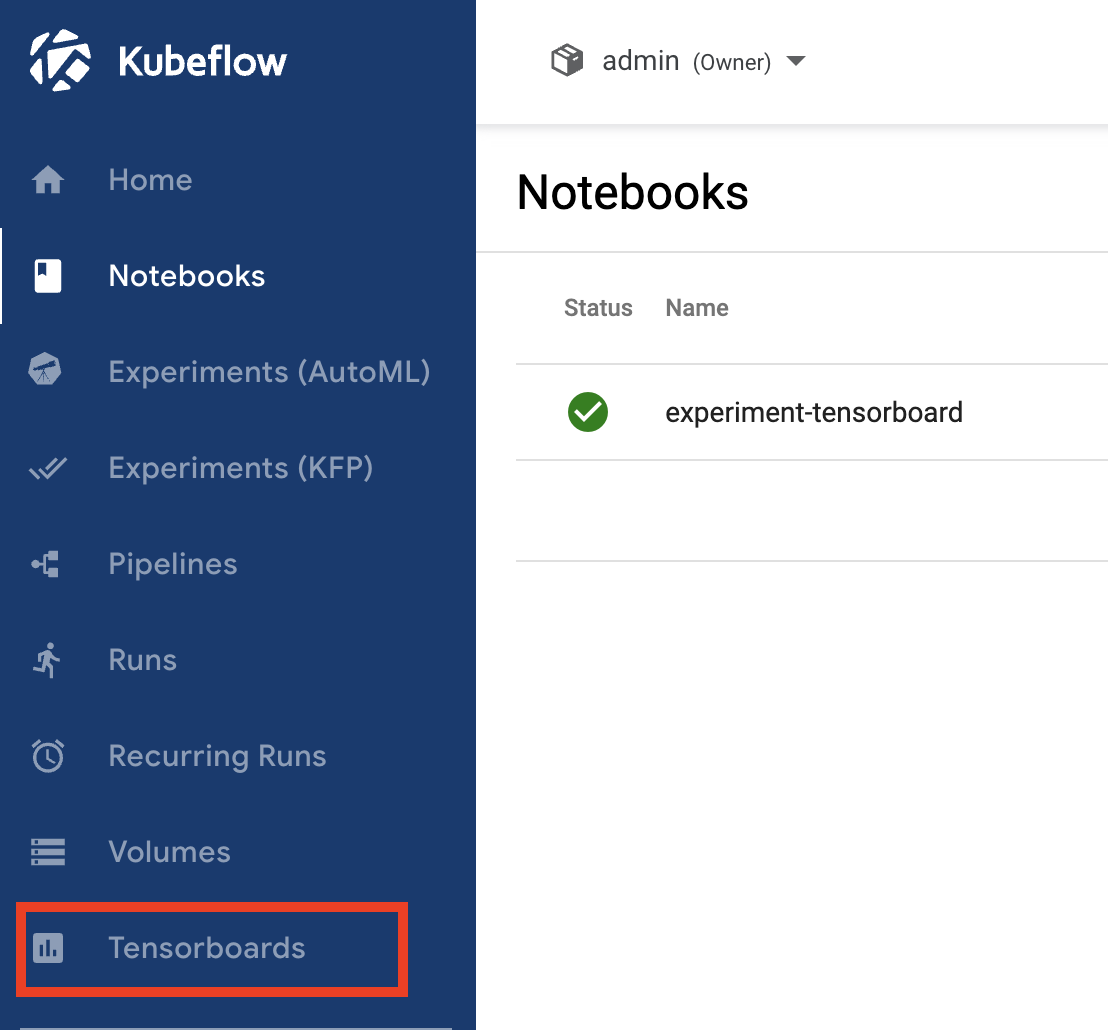 Kubeflow
admin (Owner)
Home
Notebooks
Experiments (AutoML)
Experiments (KFP)
Pipelines
Runs
Recurring Runs
Volumes
Tensorboards
Notebooks
Status Name
experiment-tensorboard